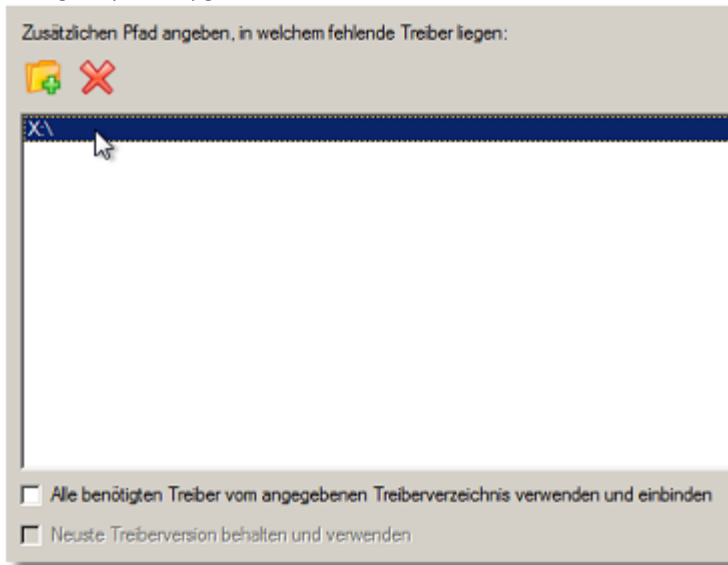 Zusätzlichen Pfad angeben, in welchem fehlende Treiber liegen:
X:\
Alle benötigten Treiber vom angegebenen Treiberverzeichnis verwenden und einbinden
Neuste Treiberversion behalten und verwenden